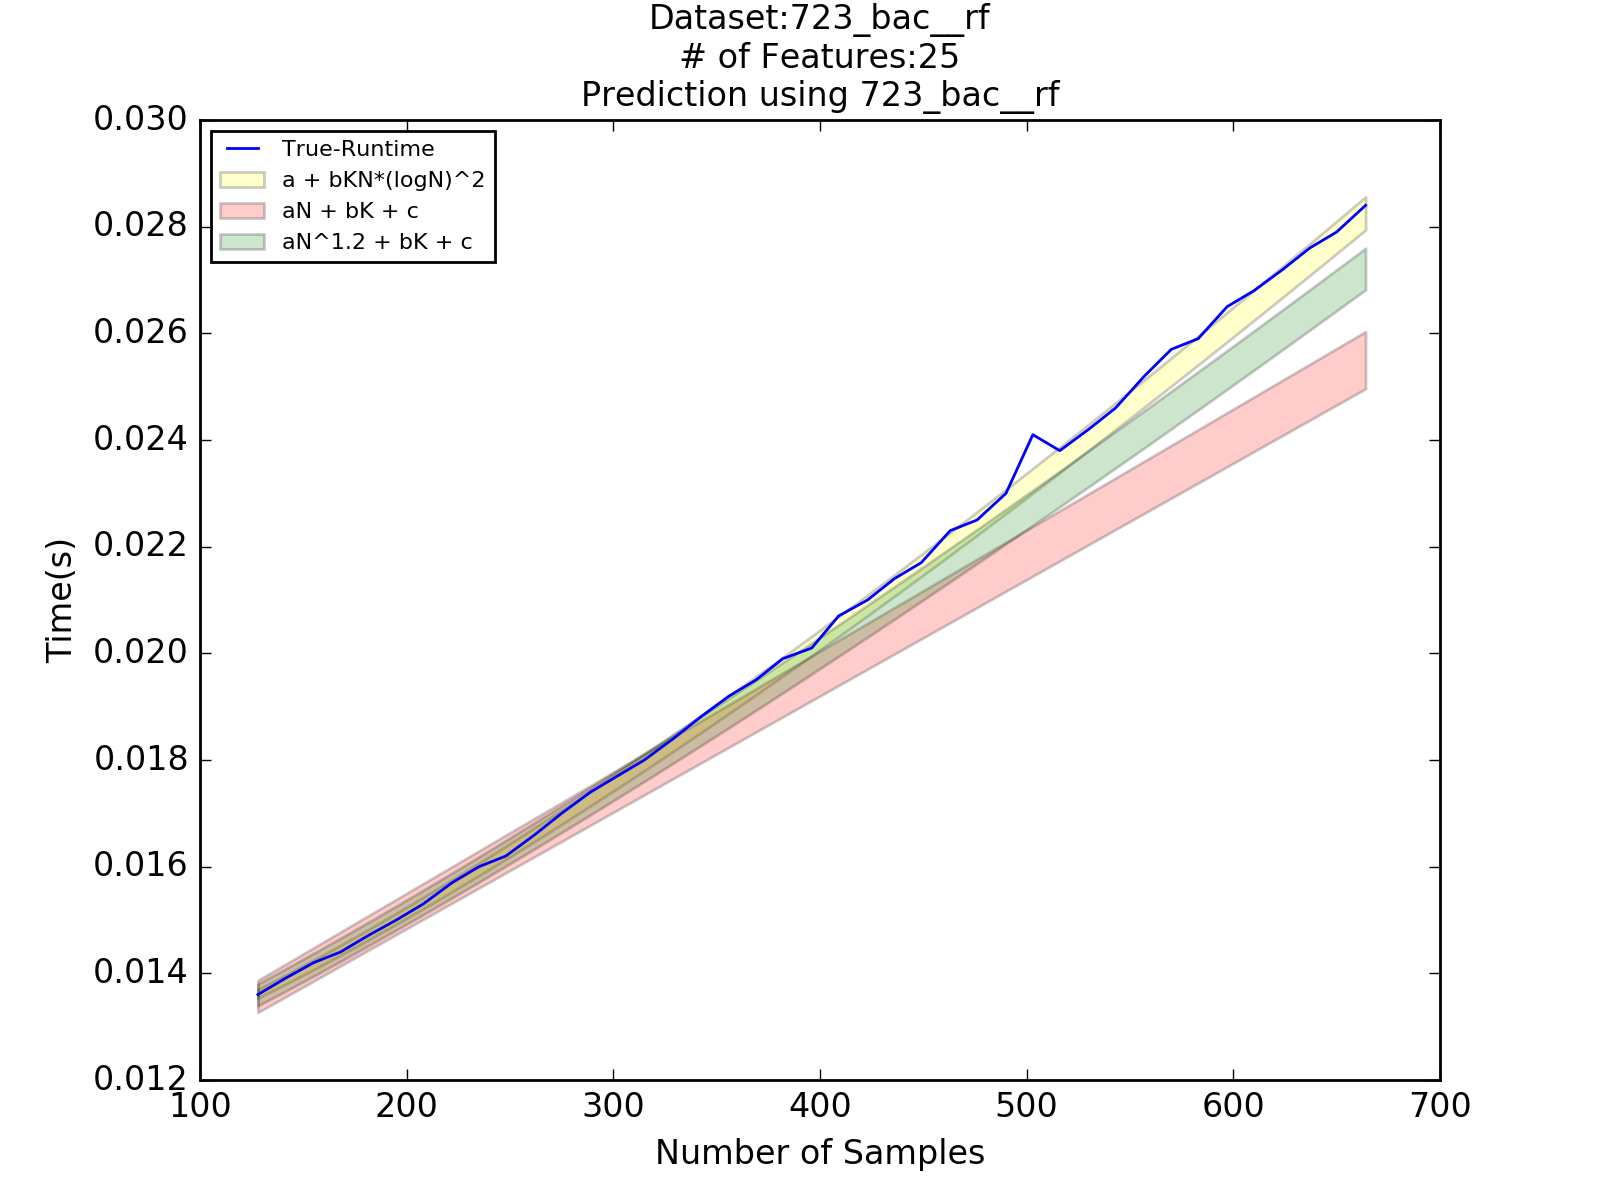 Dataset:723_bac__rf
# of Features:25
Prediction using 723_bac__rf
True-Runtime
a + bKN*(logN)^2
aN + bK + c
aN^1.2 + bK + c
0.030
0.028
0.026
0.024
0.022
0.020
0.018
0.016
0.014
0.012
Time(s)
100 200 300 400 500 600 700
Number of Samples